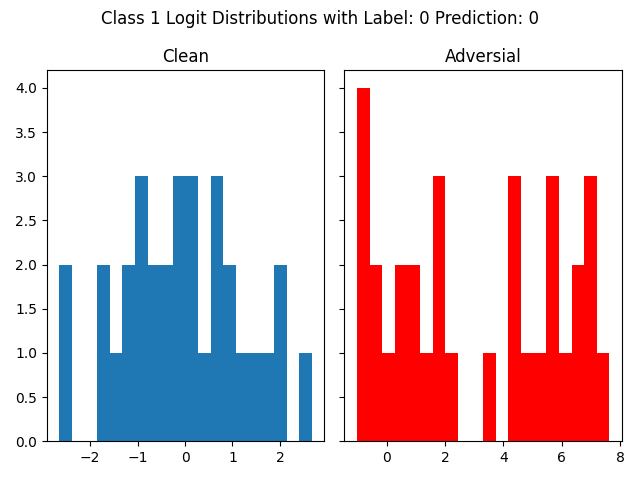 Class 1 Logit Distributions with Label: 0 Prediction: 0
Clean
Adversial
4.0
3.5
3.0
2.5
2.0
1.5
1.0
0.5
0.0
−2 −1 0 1 2
0 2 4 6 8